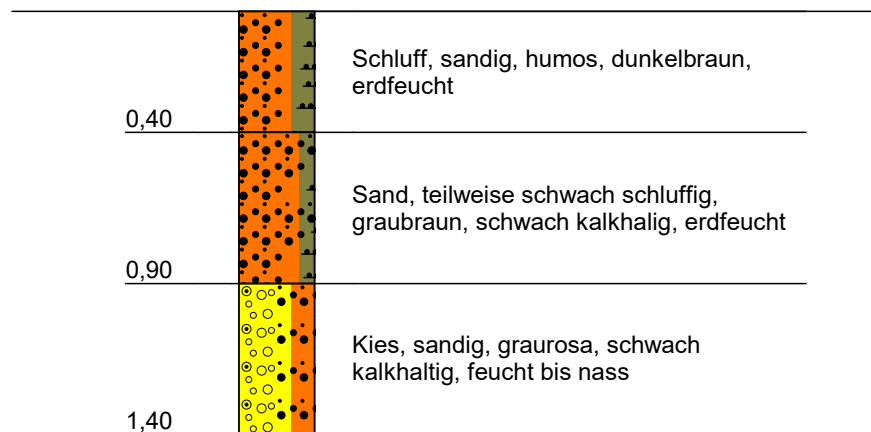 Schluff, sandig, humos, dunkelbraun,
erdfeucht
0,40
Sand, teilweise schwach schluffig,
graubraun, schwach kalkhalig, erdfeucht
0,90
Kies, sandig, graurosa, schwach
kalkhaltig, feucht bis nass
1,40